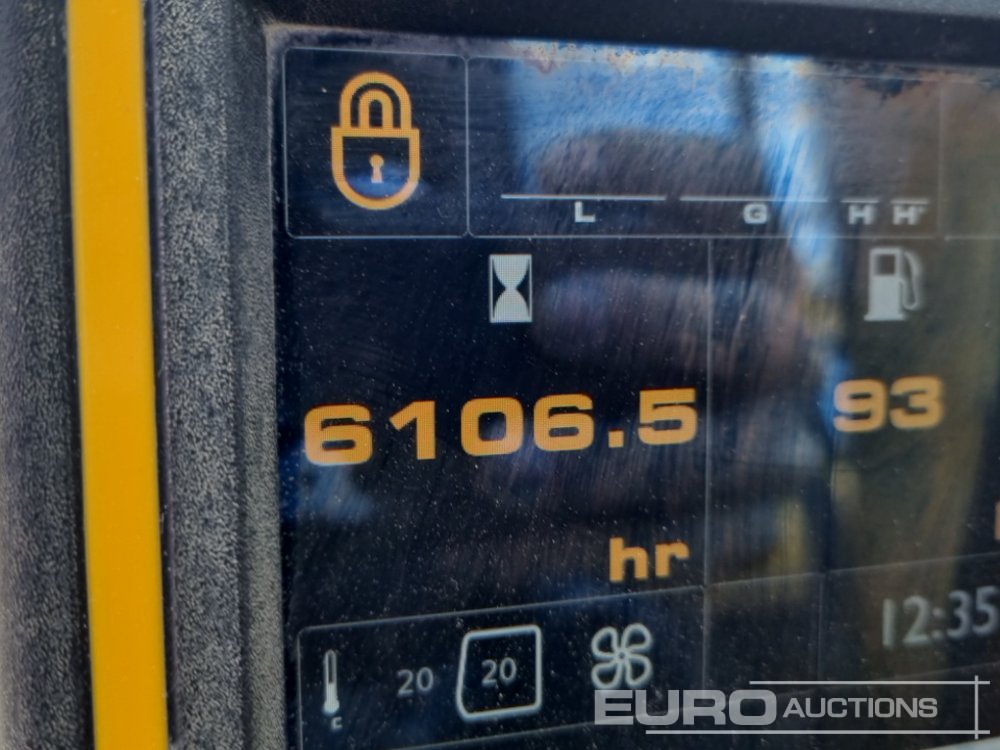 L G H H+
6106.5 93
hr
12:35
20 20
c
EURO AUCTIONS